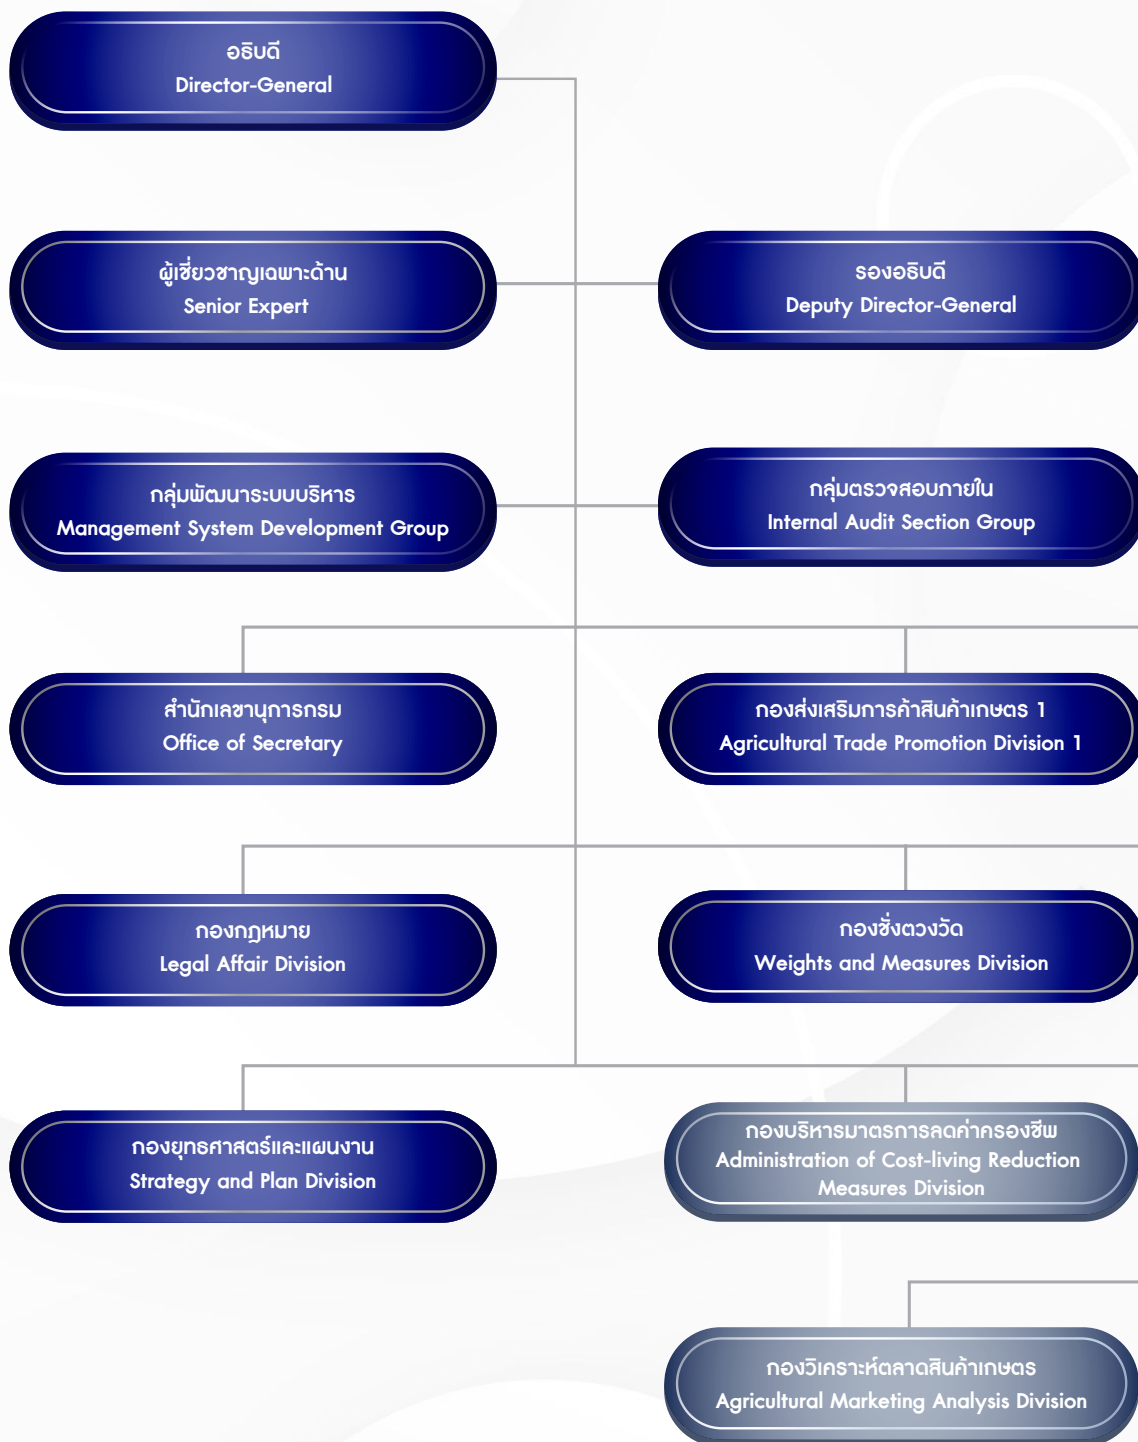 อธิบดี
Director-General
ผู้เชี่ยวชาญเฉพาะด้าน
Senior Expert
รองอธิบดี
Deputy Director-General
กลุ่มพัฒนาระบบบริหาร
Management System Development Group
กลุ่มตรวจสอบภายใน
Internal Audit Section Group
สำนักเลขานุการกรม
Office of Secretary
กองส่งเสริมการค้าสินค้าเกษตร 1
Agricultural Trade Promotion Division 1
กองกฎหมาย
Legal Affair Division
กองชั่งตวงวัด
Weights and Measures Division
กองยุทธศาสตร์และแผนงาน
Strategy and Plan Division
กองบริหารมาตรการลดค่าครองชีพ
Administration of Cost-living Reduction
Measures Division
กองวิเคราะห์ตลาดสินค้าเกษตร
Agricultural Marketing Analysis Division